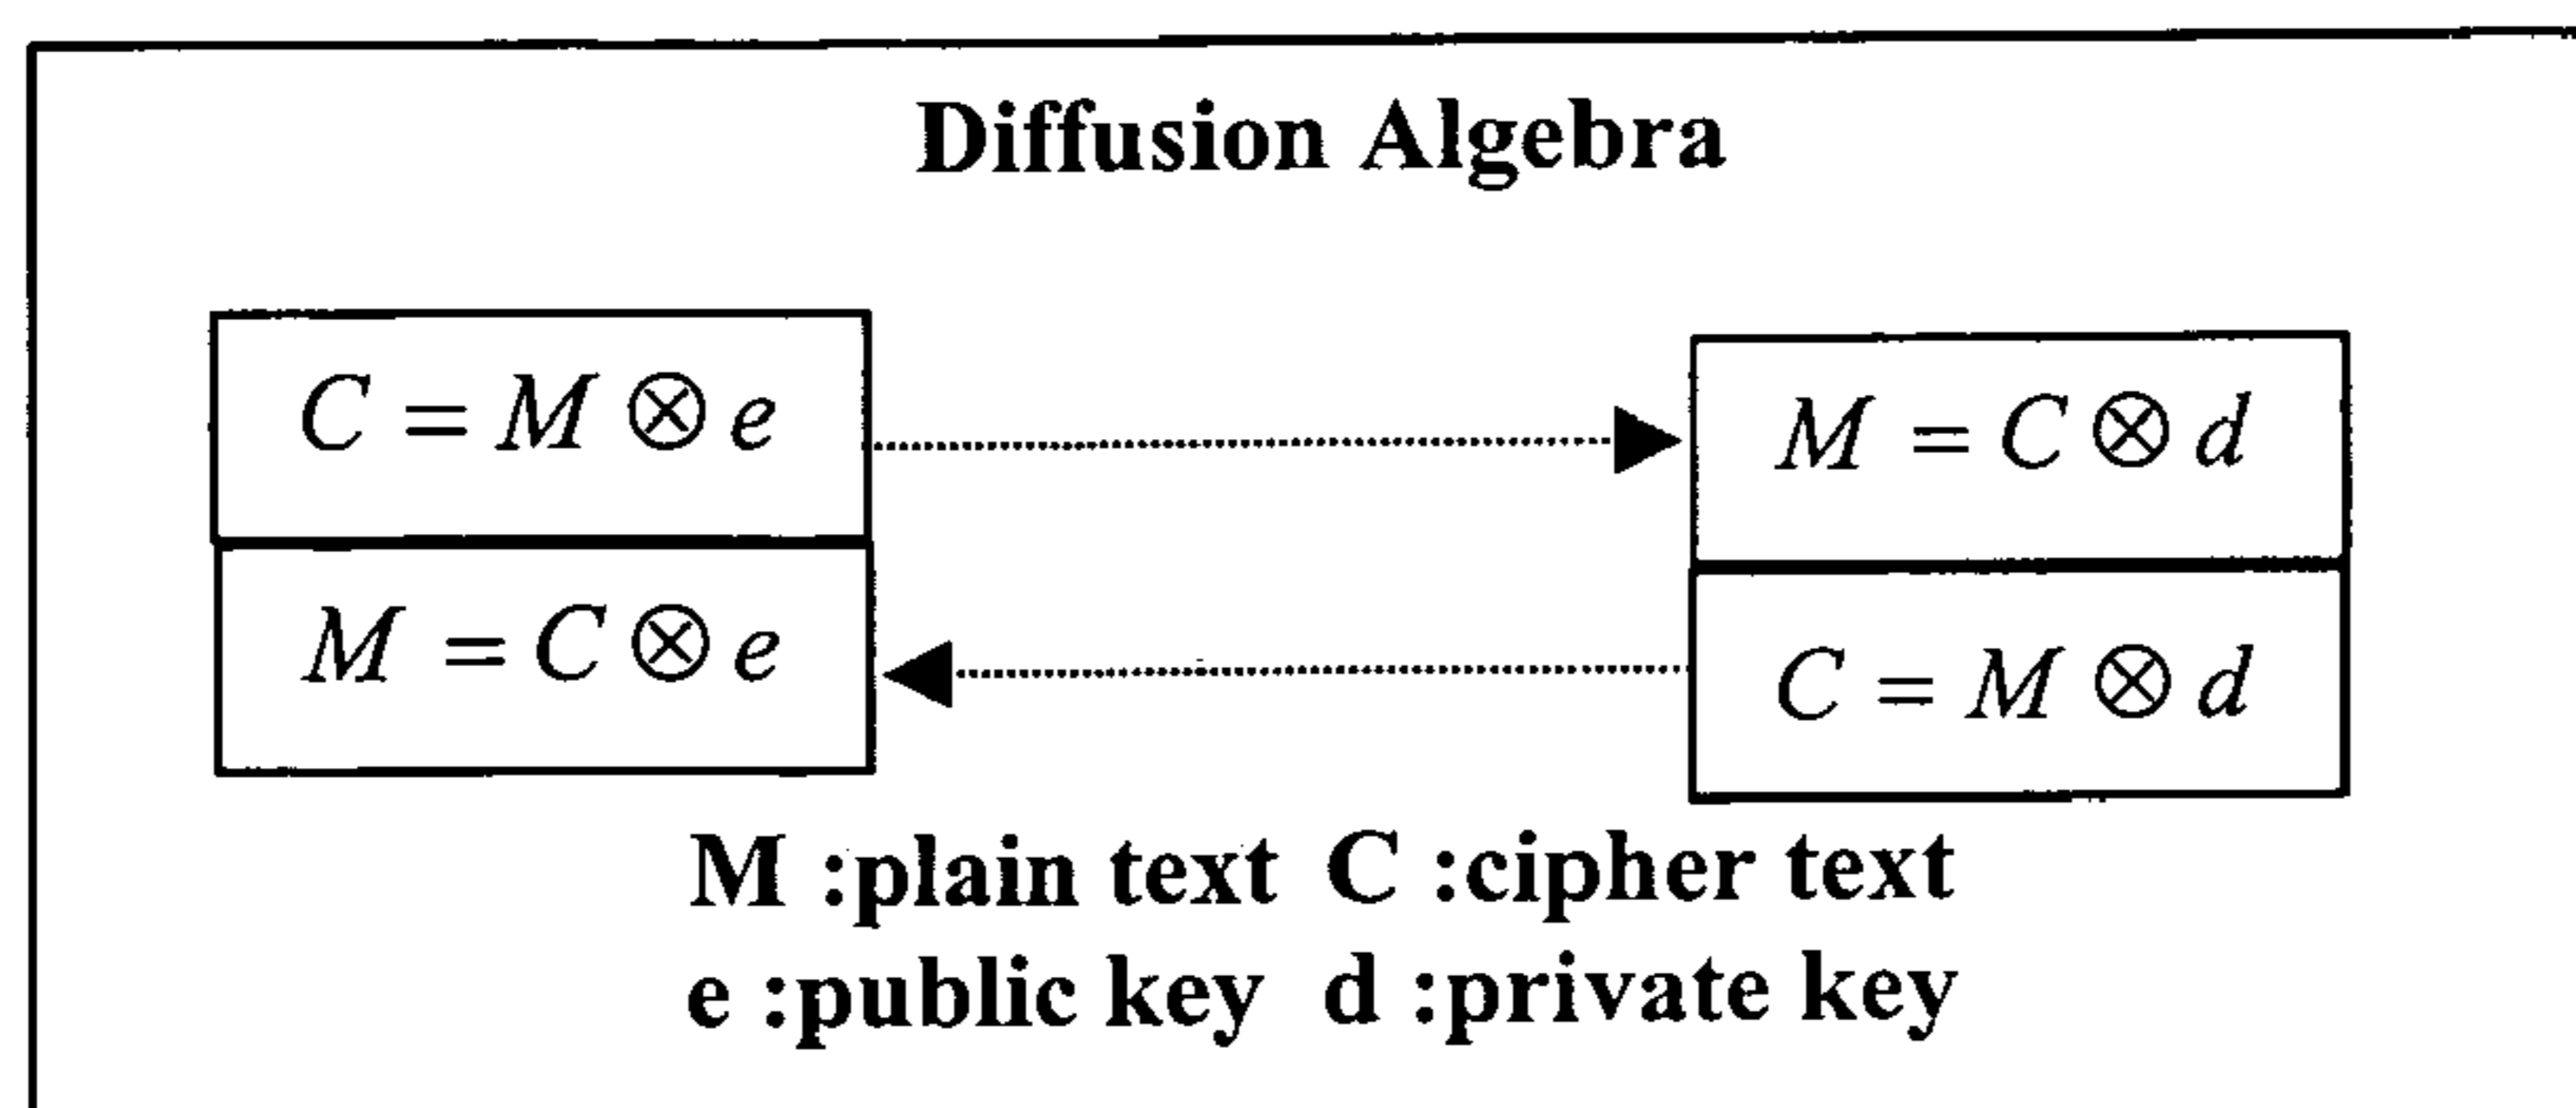 Diffusion Algebra
C = M ⊗ e
M = C ⊗ d
M = C ⊗ e
C = M ⊗ d
M :plain text C :cipher text
e :public key d :private key